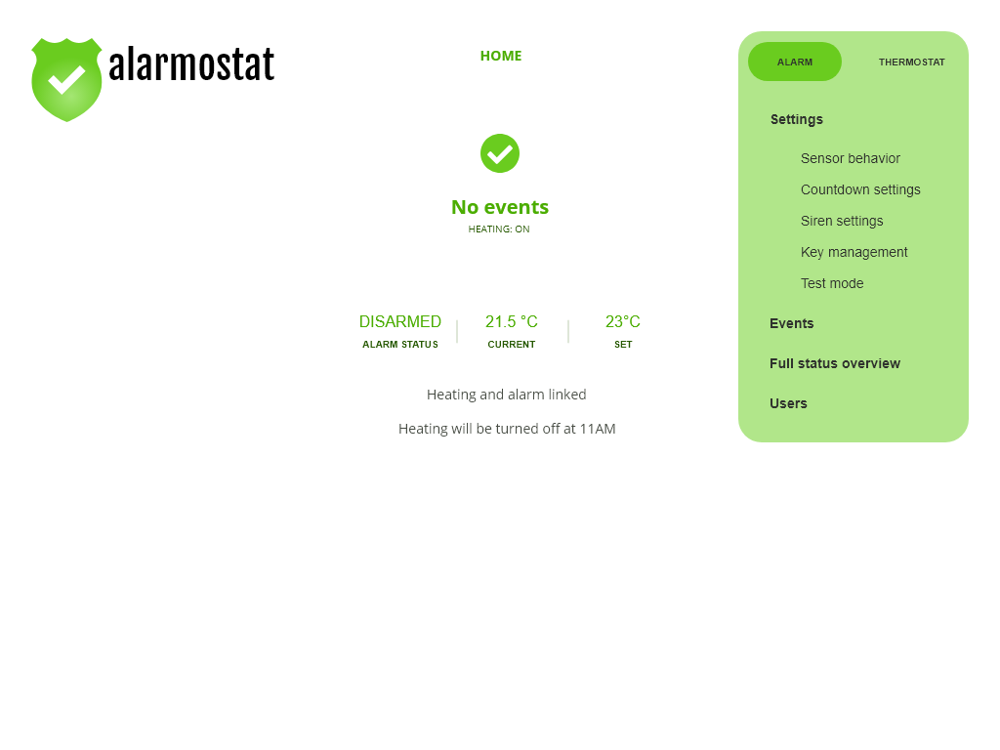 alarmostat
HOME
No events
HEATING: ON
DISARMED
ALARM STATUS
21.5 °C
CURRENT
23°C
SET
Heating and alarm linked
Heating will be turned off at 11AM
ALARM
THERMOSTAT
Settings
Sensor behavior
Countdown settings
Siren settings
Key management
Test mode
Events
Full status overview
Users